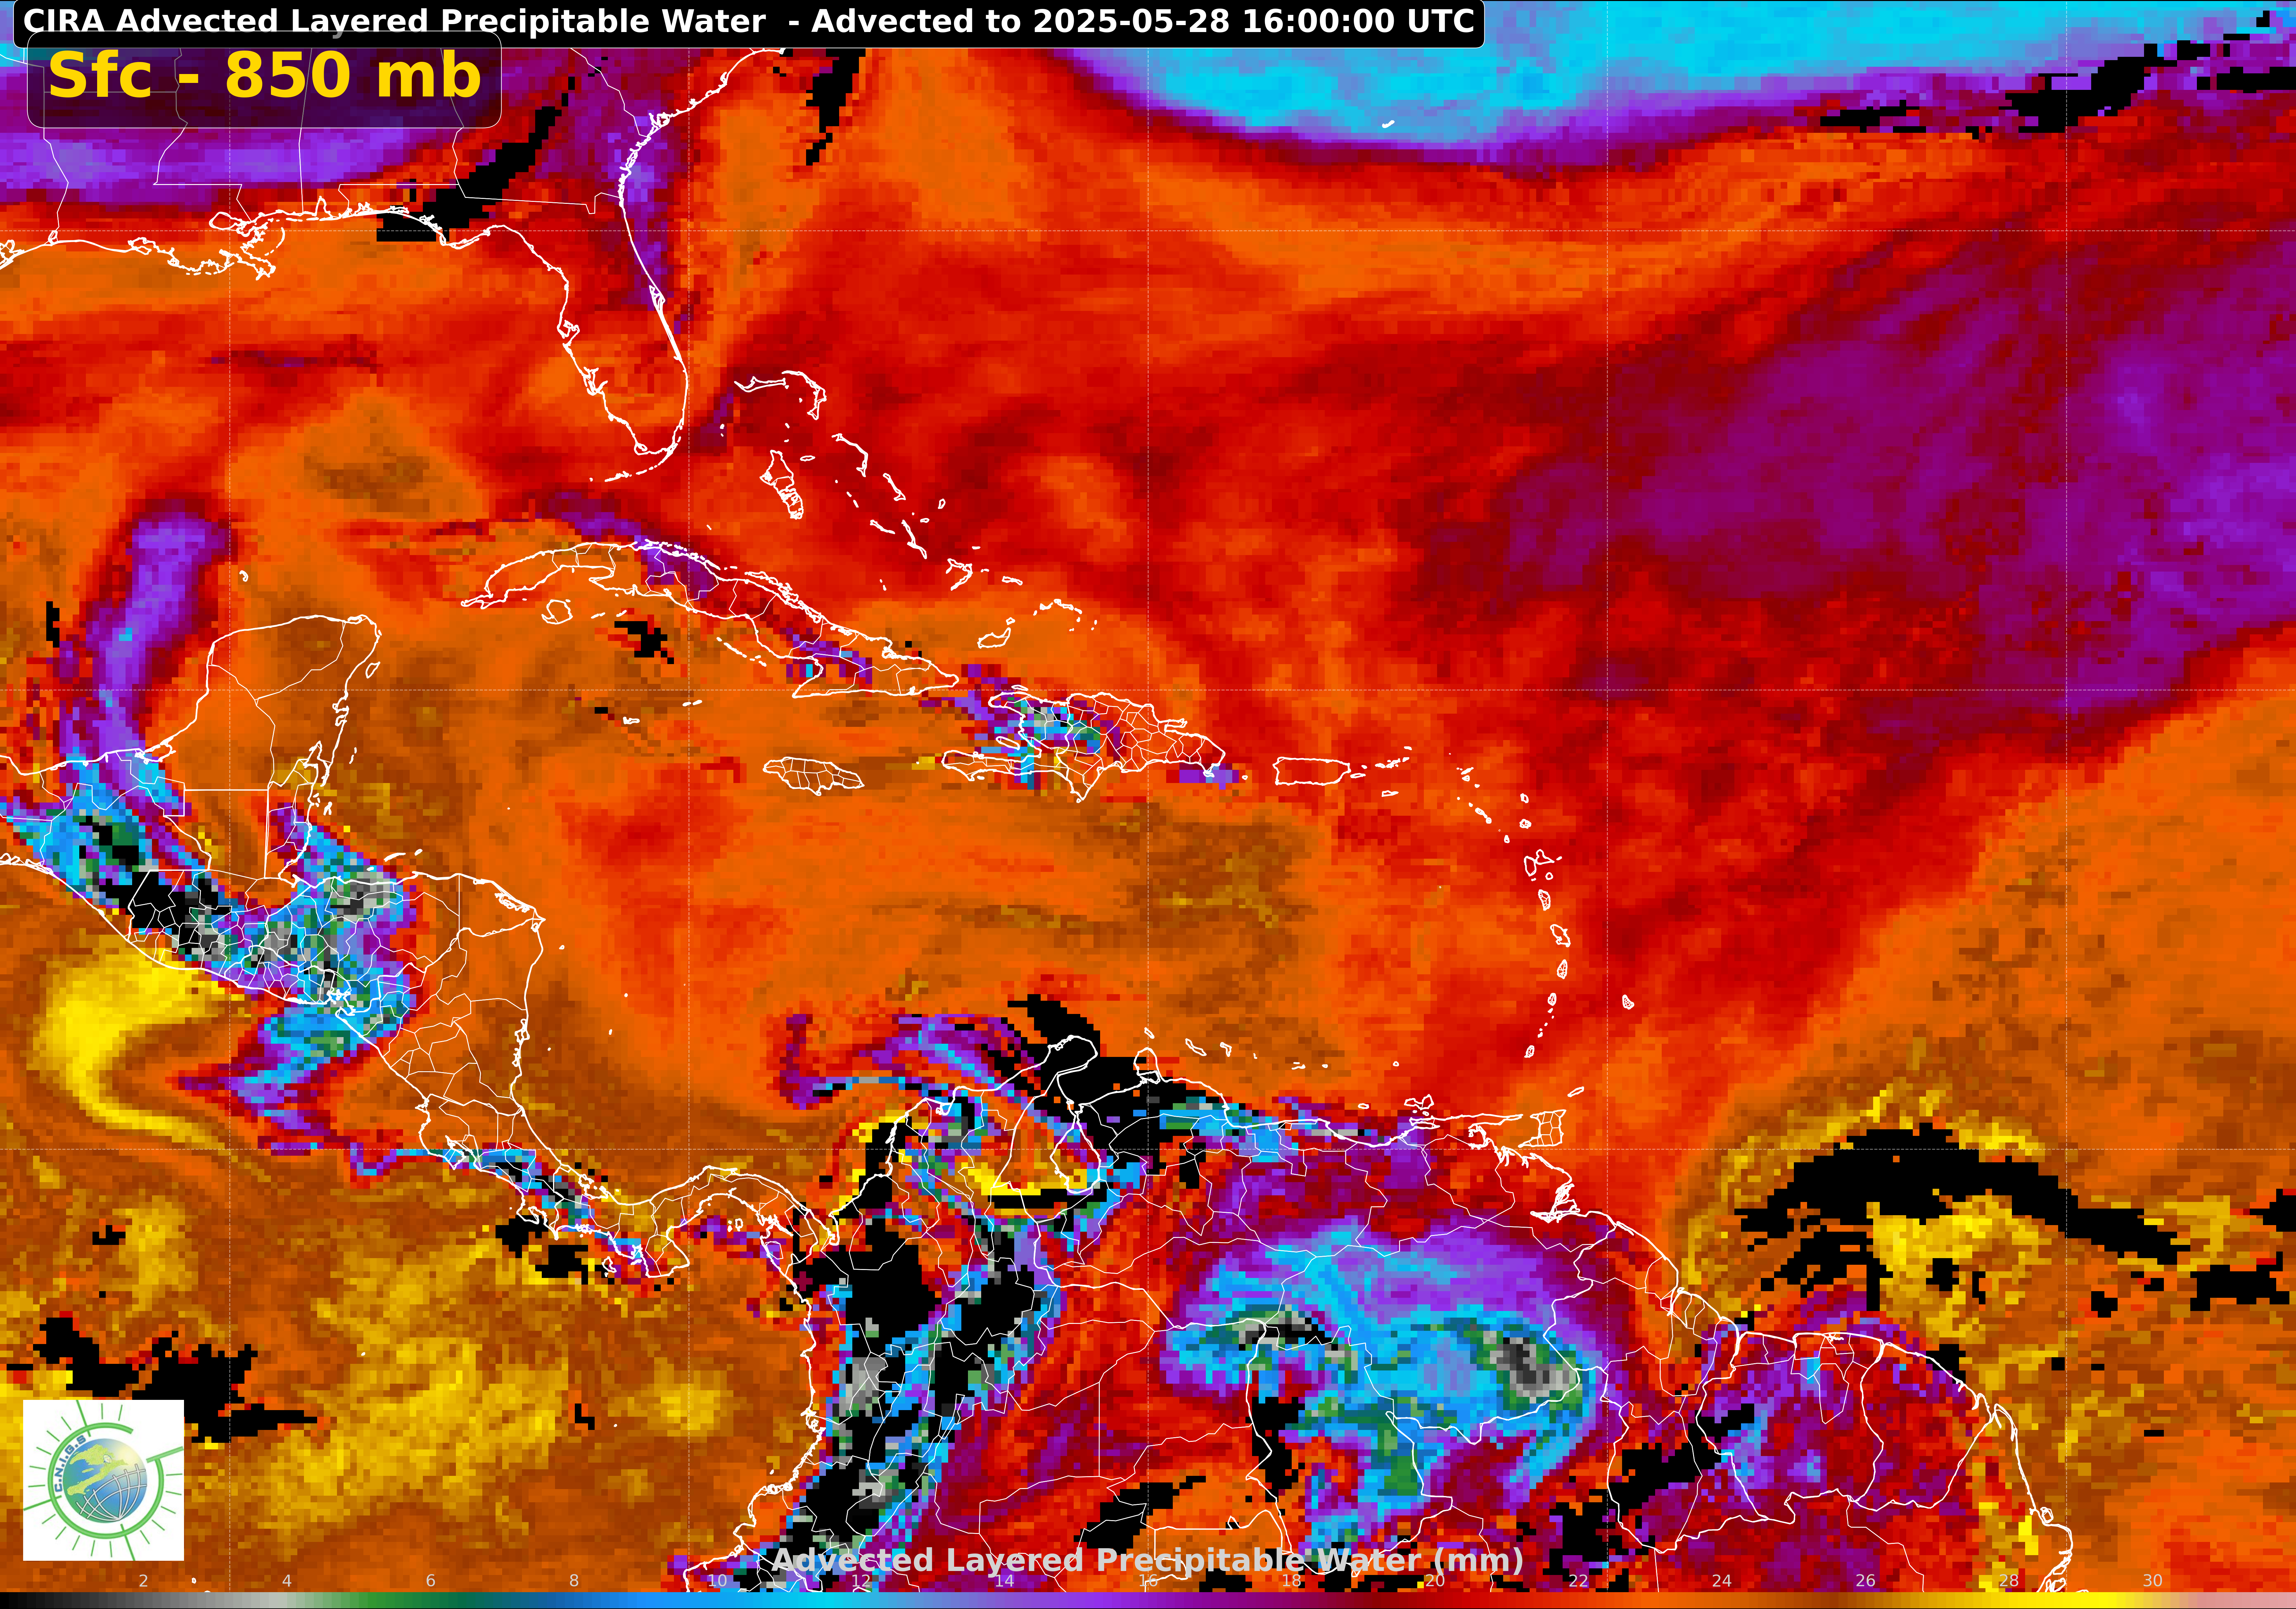 CIRA Advected Layered Precipitable Water - Advected to 2025-05-28 16:00:00 UTC
Sfc - 850 mb
C.N.I.G.S
Advected Layered Precipitable Water (mm)
2 4 6 8 10 12 14 16 18 20 22 24 26 28 30